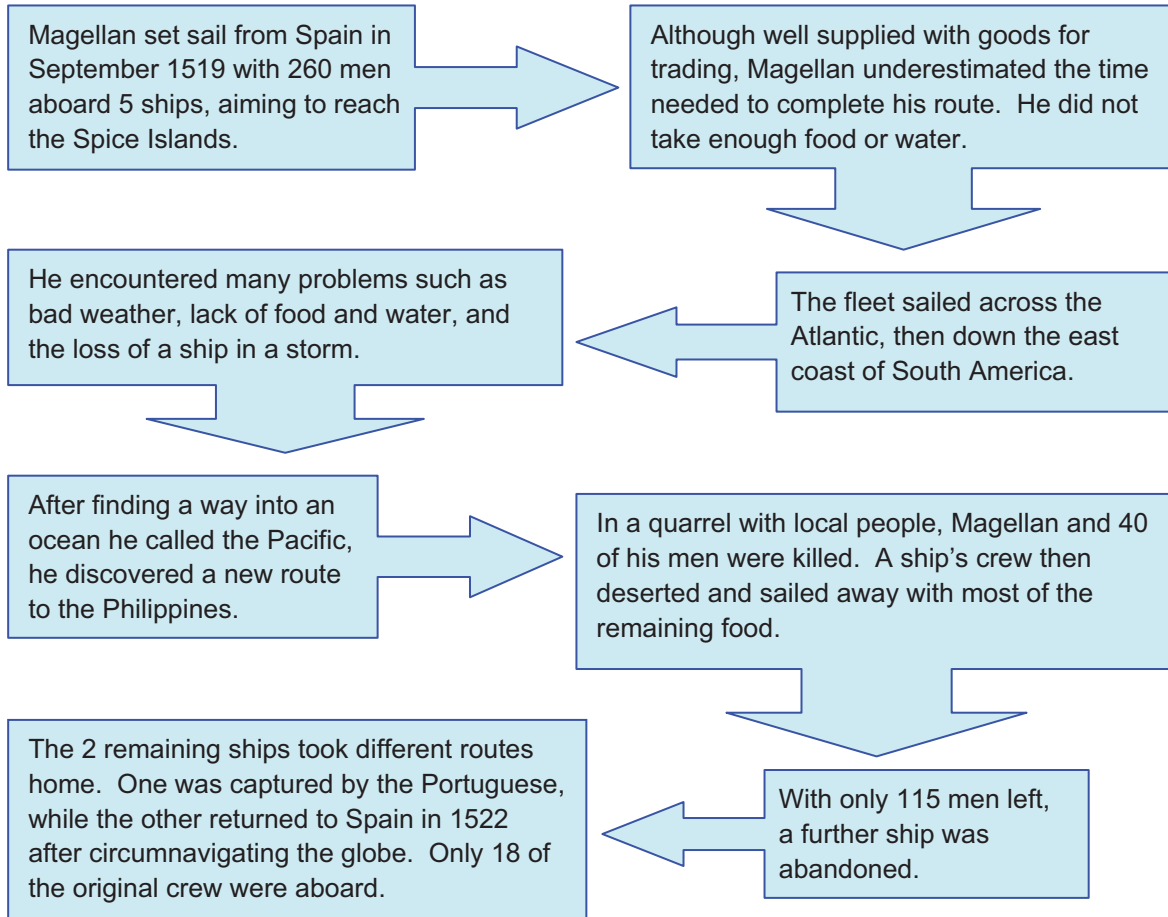 Magellan set sail from Spain in
September 1519 with 260 men
aboard 5 ships, aiming to reach
the Spice Islands.
Although well supplied with goods for
trading, Magellan underestimated the time
needed to complete his route.  He did not
take enough food or water.
The fleet sailed across the
Atlantic, then down the east
coast of South America.
He encountered many problems such as
bad weather, lack of food and water, and
the loss of a ship in a storm.
After finding a way into an
ocean he called the Pacific,
he discovered a new route
to the Philippines.
In a quarrel with local people, Magellan and 40
of his men were killed.  A ship’s crew then
deserted and sailed away with most of the
remaining food.
With only 115 men left,
a further ship was
abandoned.
The 2 remaining ships took different routes
home.  One was captured by the Portuguese,
while the other returned to Spain in 1522
after circumnavigating the globe.  Only 18 of
the original crew were aboard.